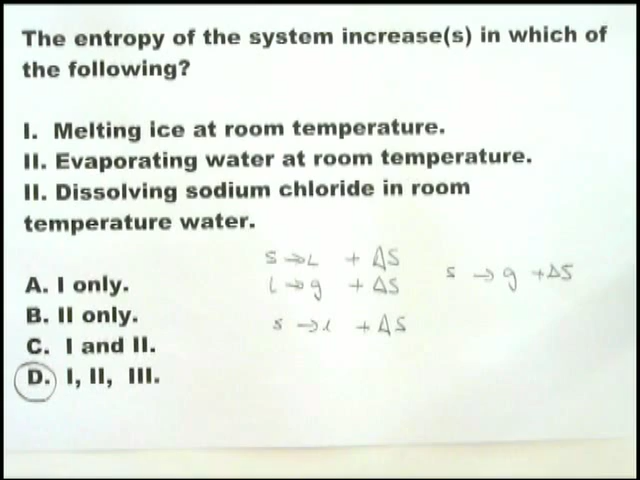 The entropy of the system increase(s) in which of
the following?
I. Melting ice at room temperature.
II. Evaporating water at room temperature.
II. Dissolving sodium chloride in room
temperature water.
s → L + ΔS
l → g + ΔS
s → g + ΔS
s → l + ΔS
A. I only.
B. II only.
C. I and II.
D. I, II, III.